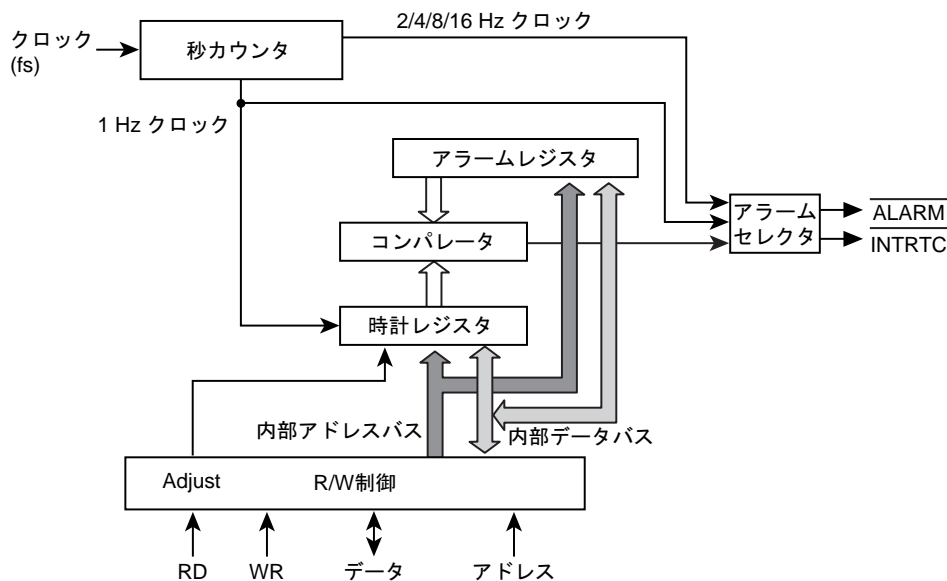 2/4/8/16 Hz クロック
クロック
(fs)
秒カウンタ
1 Hz クロック
アラームレジスタ
アラーム
セレクタ
ALARM
INTRTC
コンパレータ
時計レジスタ
内部アドレスバス
内部データバス
Adjust
R/W制御
RD
WR
データ
アドレス